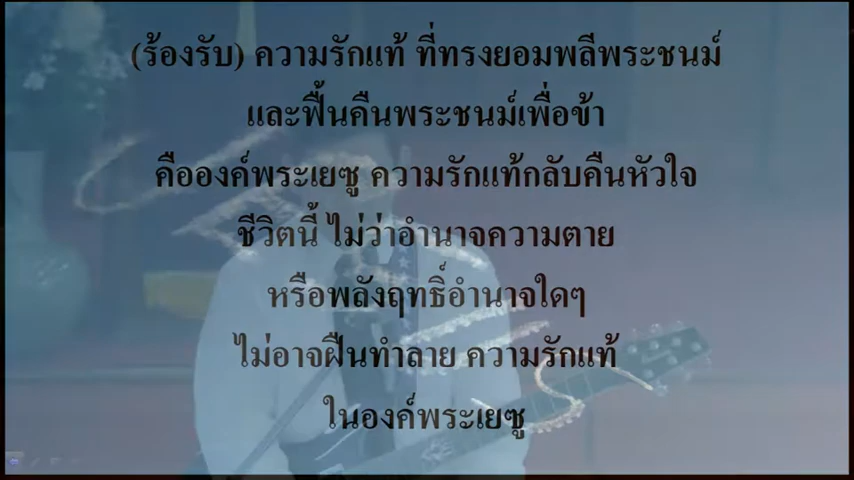 (ร้องรับ) ความรักแท้ ที่ทรงยอมพลีพระชนม์
และฟื้นคืนพระชนม์เพื่อข้า
คือองค์พระเยซู ความรักแท้กลับคืนหัวใจ
ชีวิตนี้ ไม่ว่าอำนาจความตาย
หรือพลังฤทธิ์อำนาจใดๆ
ไม่อาจฝืนทำลาย ความรักแท้
ในองค์พระเยซู